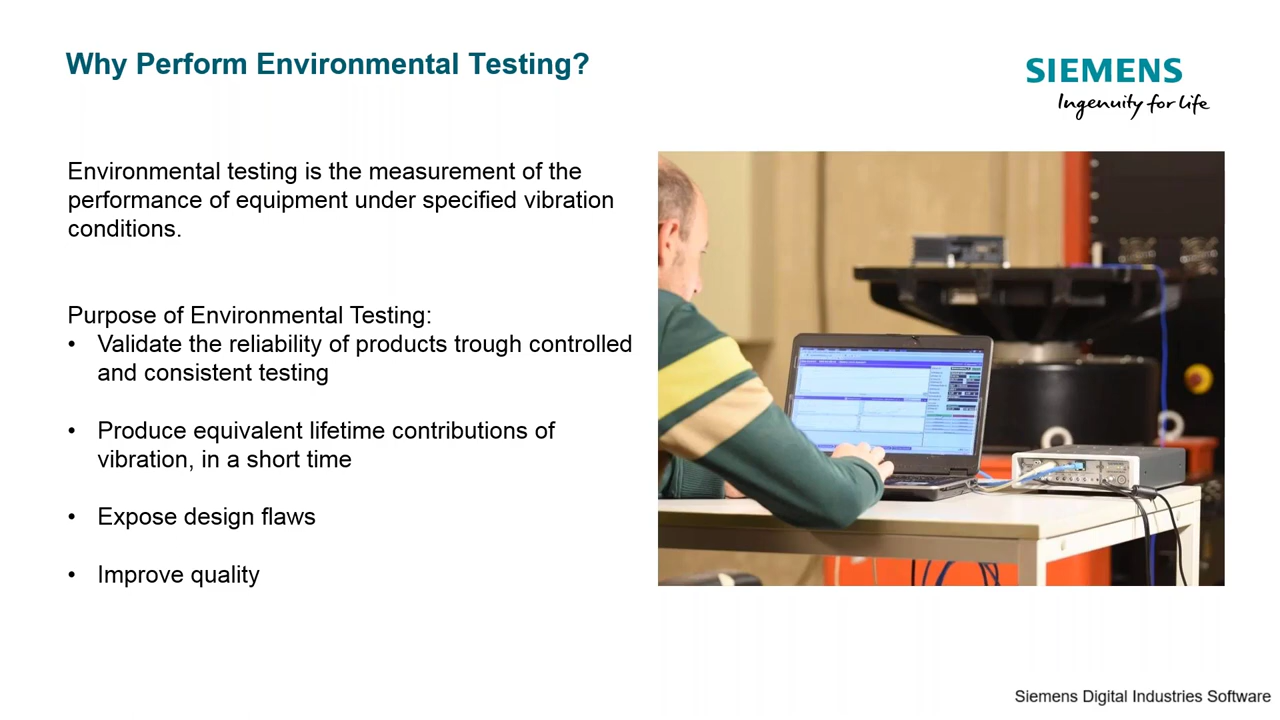 Why Perform Environmental Testing?
SIEMENS
Ingenuity for life
Environmental testing is the measurement of the
performance of equipment under specified vibration
conditions.
Purpose of Environmental Testing:
• Validate the reliability of products trough controlled
and consistent testing
• Produce equivalent lifetime contributions of
vibration, in a short time
• Expose design flaws
• Improve quality
Siemens Digital Industries Software